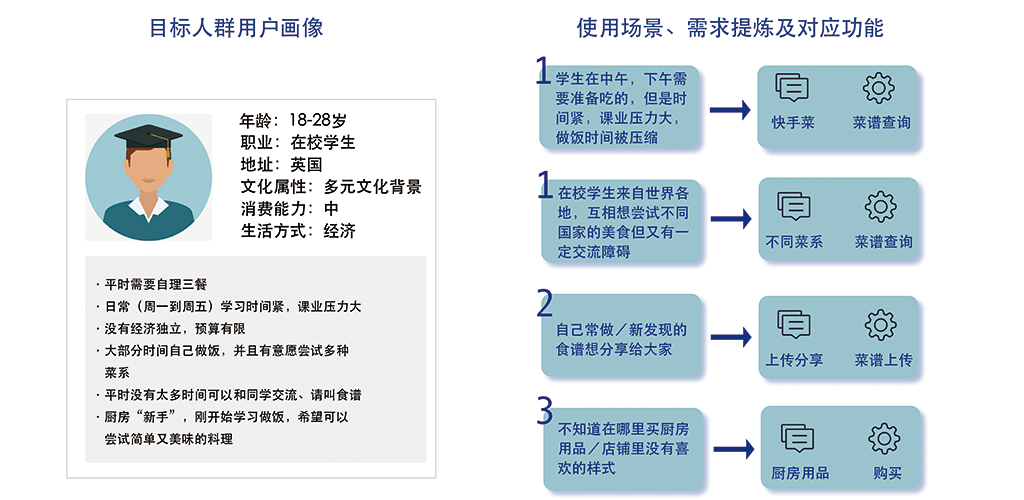 目标人群用户画像
年龄：18-28岁
职业：在校学生
地址：英国
文化属性：多元文化背景
消费能力：中
生活方式：经济
· 平时需要自理三餐
· 日常（周一到周五）学习时间紧，课业压力大
· 没有经济独立，预算有限
· 大部分时间自己做饭，并且有意愿尝试多种
菜系
· 平时没有太多时间可以和同学交流、请叫食谱
· 厨房“新手”，刚开始学习做饭，希望可以
尝试简单又美味的料理
使用场景、需求提炼及对应功能
1
学生在中午，下午需
要准备吃的，但是时
间紧，课业压力大，
做饭时间被压缩
快手菜 菜谱查询
1
在校学生来自世界各
地，互相想尝试不同
国家的美食但又有一
定交流障碍
不同菜系 菜谱查询
2
自己常做／新发现的
食谱想分享给大家
上传分享 菜谱上传
3
不知道在哪里买厨房
用品／店铺里没有喜
欢的样式
厨房用品 购买